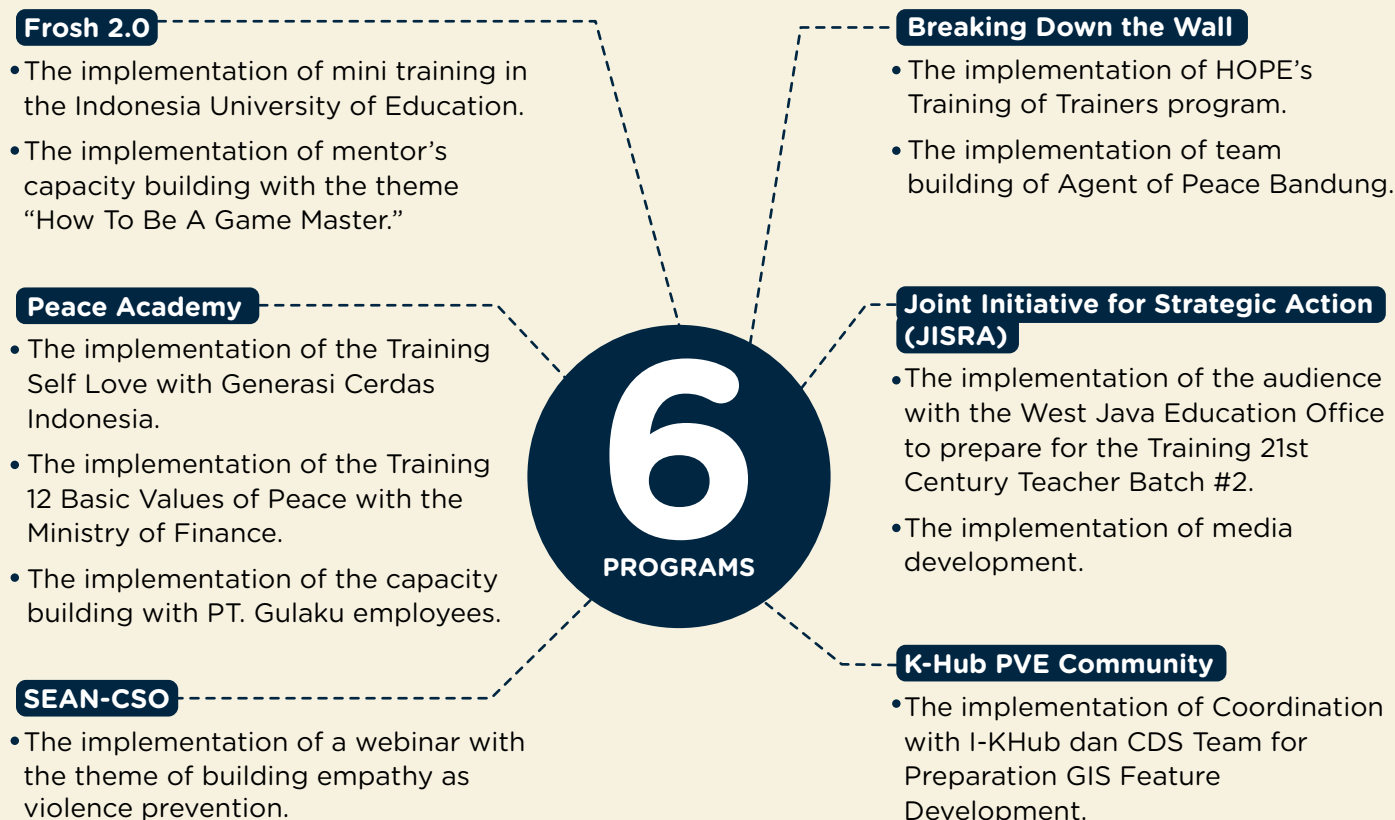 Frosh 2.0
•The implementation of mini training in
the Indonesia University of Education.
•The implementation of mentor’s
capacity building with the theme
“How To Be A Game Master.”
Peace Academy
• The implementation of the Training
Self Love with Generasi Cerdas
Indonesia.
• The implementation of the Training
12 Basic Values of Peace with the
Ministry of Finance.
• The implementation of the capacity
building with PT. Gulaku employees.
SEAN-CSO
•The implementation of a webinar with
the theme of building empathy as
violence prevention.
6
PROGRAMS
Breaking Down the Wall
• The implementation of HOPE’s
Training of Trainers program.
• The implementation of team
building of Agent of Peace Bandung.
Joint Initiative for Strategic Action
(JISRA)
•The implementation of the audience
with the West Java Education Office
to prepare for the Training 21st
Century Teacher Batch #2.
•The implementation of media
development.
K-Hub PVE Community
•The implementation of Coordination
with I-KHub dan CDS Team for
Preparation GIS Feature
Development.